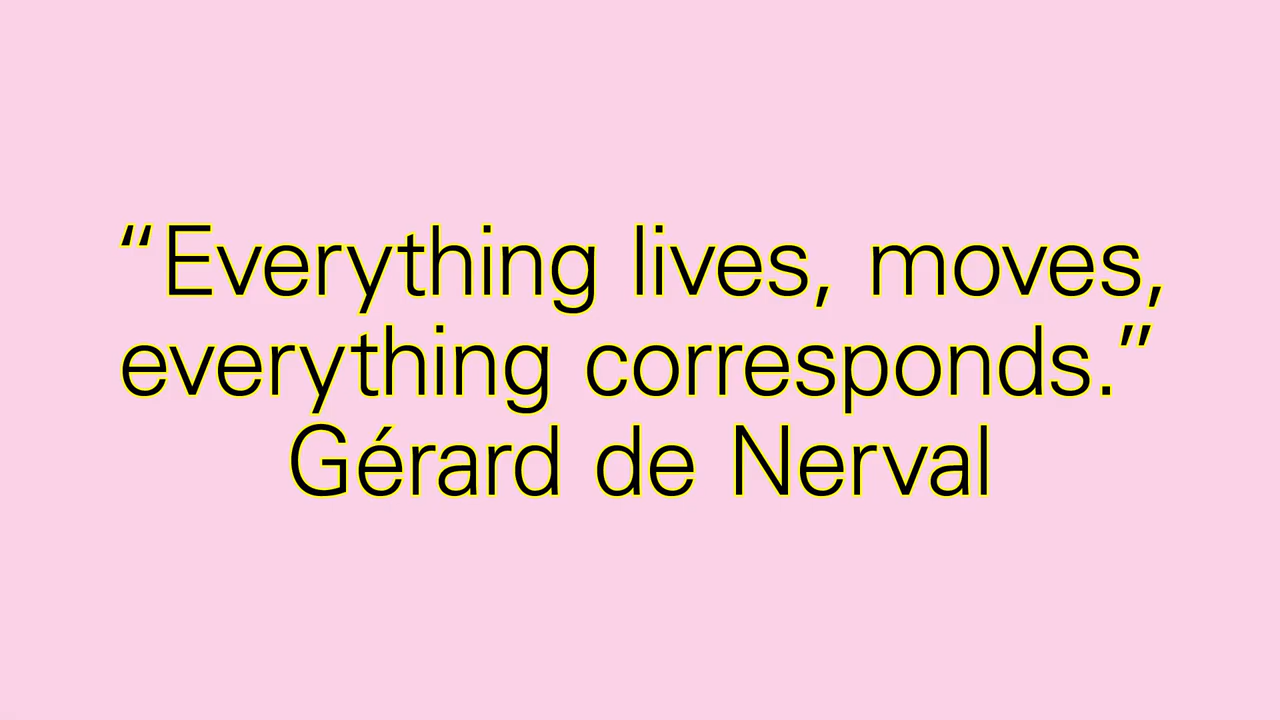 “Everything lives, moves,
everything corresponds.”
Gérard de Nerval